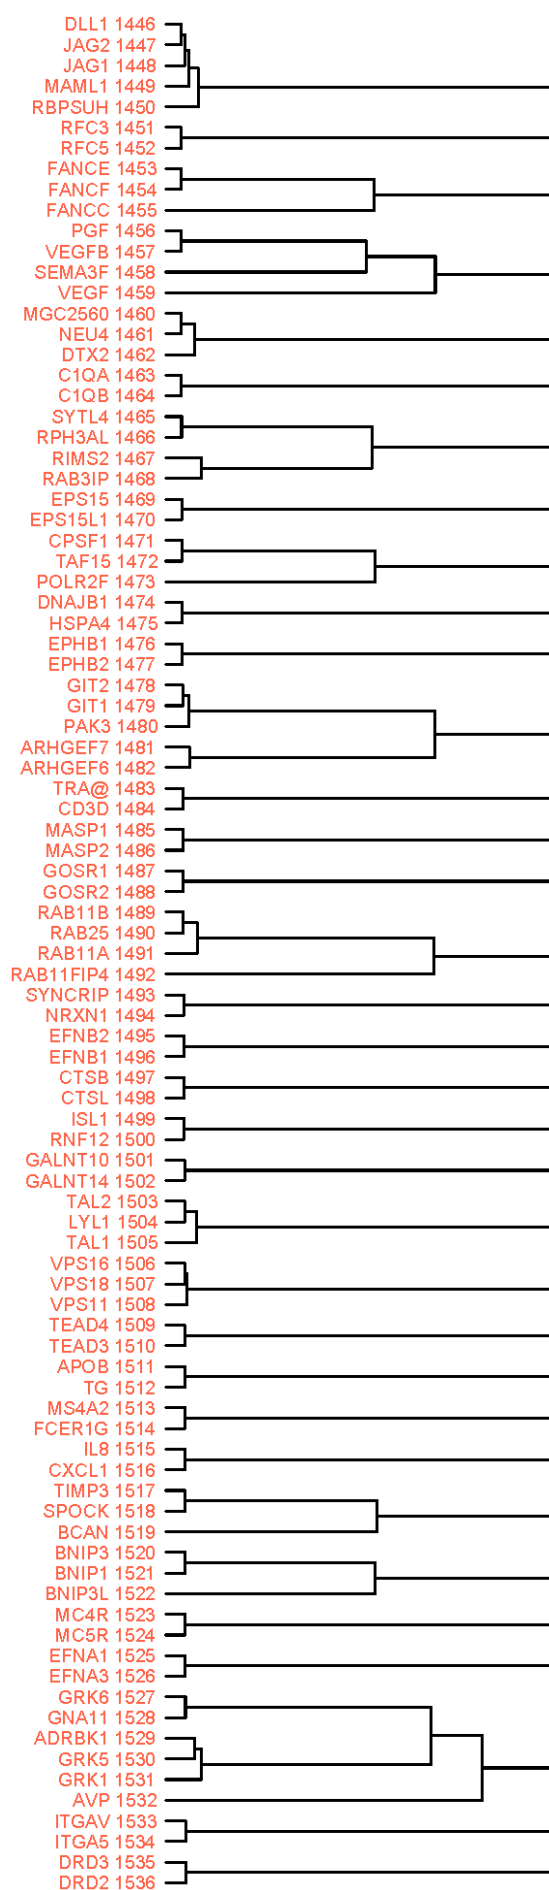 DLL1 1446
JAG2 1447
JAG1 1448
MAML1 1449
RBPSUH 1450
RFC3 1451
RFC5 1452
FANCE 1453
FANCF 1454
FANCC 1455
PGF 1456
VEGFB 1457
SEMA3F 1458
VEGF 1459
MGC2560 1460
NEU4 1461
DTX2 1462
C1QA 1463
C1QB 1464
SYTL4 1465
RPH3AL 1466
RIMS2 1467
RAB3IP 1468
EPS15 1469
EPS15L1 1470
CPSF1 1471
TAF15 1472
POLR2F 1473
DNAJB1 1474
HSPA4 1475
EPHB1 1476
EPHB2 1477
GIT2 1478
GIT1 1479
PAK3 1480
ARHGEF7 1481
ARHGEF6 1482
TRA@ 1483
CD3D 1484
MASP1 1485
MASP2 1486
GOSR1 1487
GOSR2 1488
RAB11B 1489
RAB25 1490
RAB11A 1491
RAB11FIP4 1492
SYNCRIP 1493
NRXN1 1494
EFNB2 1495
EFNB1 1496
CTSB 1497
CTSL 1498
ISL1 1499
RNF12 1500
GALNT10 1501
GALNT14 1502
TAL2 1503
LYL1 1504
TAL1 1505
VPS16 1506
VPS18 1507
VPS11 1508
TEAD4 1509
TEAD3 1510
APOB 1511
TG 1512
MS4A2 1513
FCER1G 1514
IL8 1515
CXCL1 1516
TIMP3 1517
SPOCK 1518
BCAN 1519
BNIP3 1520
BNIP1 1521
BNIP3L 1522
MC4R 1523
MC5R 1524
EFNA1 1525
EFNA3 1526
GRK6 1527
GNA11 1528
ADRBK1 1529
GRK5 1530
GRK1 1531
AVP 1532
ITGAV 1533
ITGA5 1534
DRD3 1535
DRD2 1536